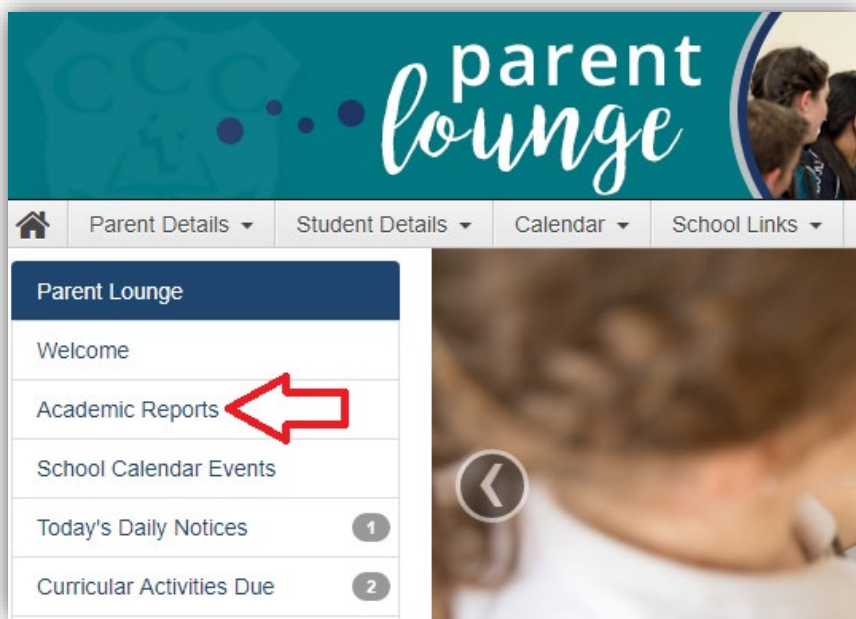 CCC
parent
lounge
Parent Details Student Details Calendar School Links
Parent Lounge
Welcome
Academic Reports
School Calendar Events
Today's Daily Notices 1
Curricular Activities Due 2